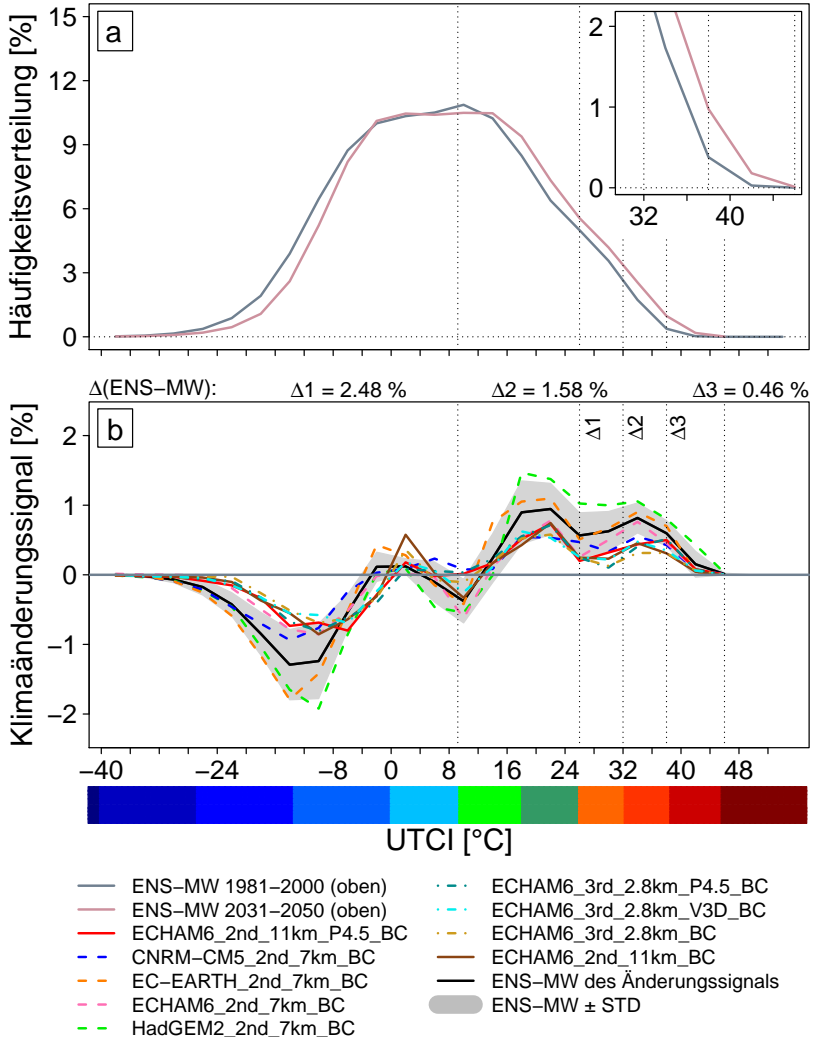 a
Häufigkeitsverteilung [%]
15
12
9
6
3
0
2
1
0
32
40
Δ(ENS−MW):
Δ1 = 2.48 %
Δ2 = 1.58 %
Δ3 = 0.46 %
b
Klimaänderungssignal [%]
2
1
0
−1
−2
Δ1
Δ2
Δ3
−40
−24
−8
0
8
16
24
32
40
48
UTCI [°C]
ENS−MW 1981−2000 (oben)
ENS−MW 2031−2050 (oben)
ECHAM6_2nd_11km_P4.5_BC
CNRM−CM5_2nd_7km_BC
EC−EARTH_2nd_7km_BC
ECHAM6_2nd_7km_BC
HadGEM2_2nd_7km_BC
ECHAM6_3rd_2.8km_P4.5_BC
ECHAM6_3rd_2.8km_V3D_BC
ECHAM6_3rd_2.8km_BC
ECHAM6_2nd_11km_BC
ENS−MW des Änderungssignals
ENS−MW ± STD